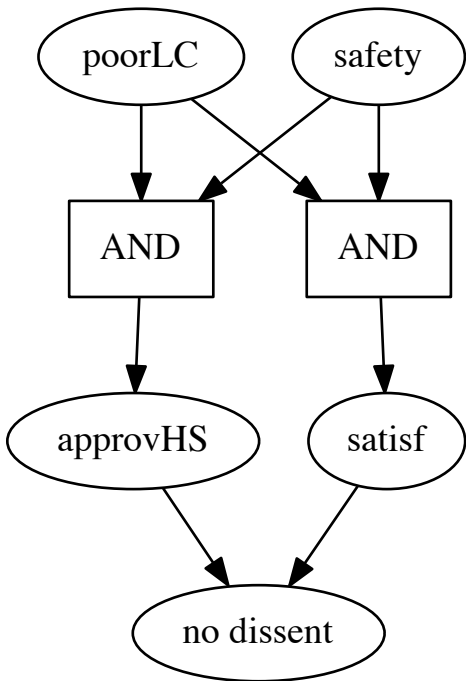 poorLC
safety
AND
AND
approvHS
satisf
no dissent